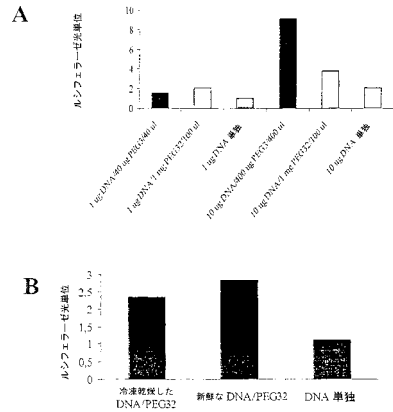 A
ルシフェラーゼ光単位
10
8
6
4
2
0
1 ug DNA/40 ug PEG3/40 ul
1 ug DNA/1 mg PEG32/100 ul
1 ug DNA 単独
10 ug DNA/400 ug PEG3/400 ul
10 ug DNA/1 mg PEG32/100 ul
10 ug DNA 単独
B
ルシフェラーゼ光単位
3
2.5
2
1.5
1
0.5
0
冷凍乾燥した
DNA/PEG32
新鮮な DNA/PEG32
DNA 単独